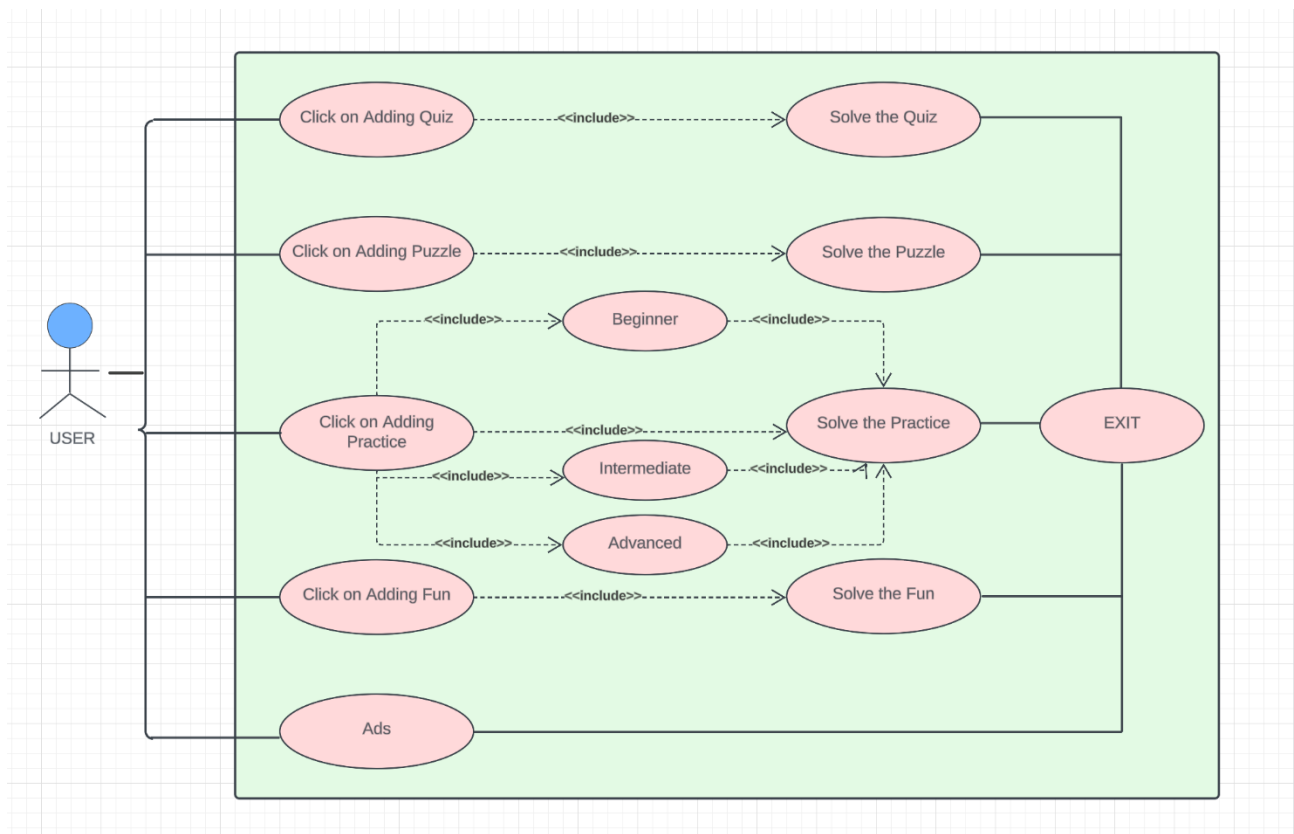 Click on Adding Quiz
<<include>>
Solve the Quiz
Click on Adding Puzzle
<<include>>
Solve the Puzzle
<<include>>
Beginner
<<include>>
USER
Click on Adding
Practice
<<include>>
Solve the Practice
EXIT
<<include>>
Intermediate
<<include>>
<<include>>
Advanced
<<include>>
Click on Adding Fun
<<include>>
Solve the Fun
Ads